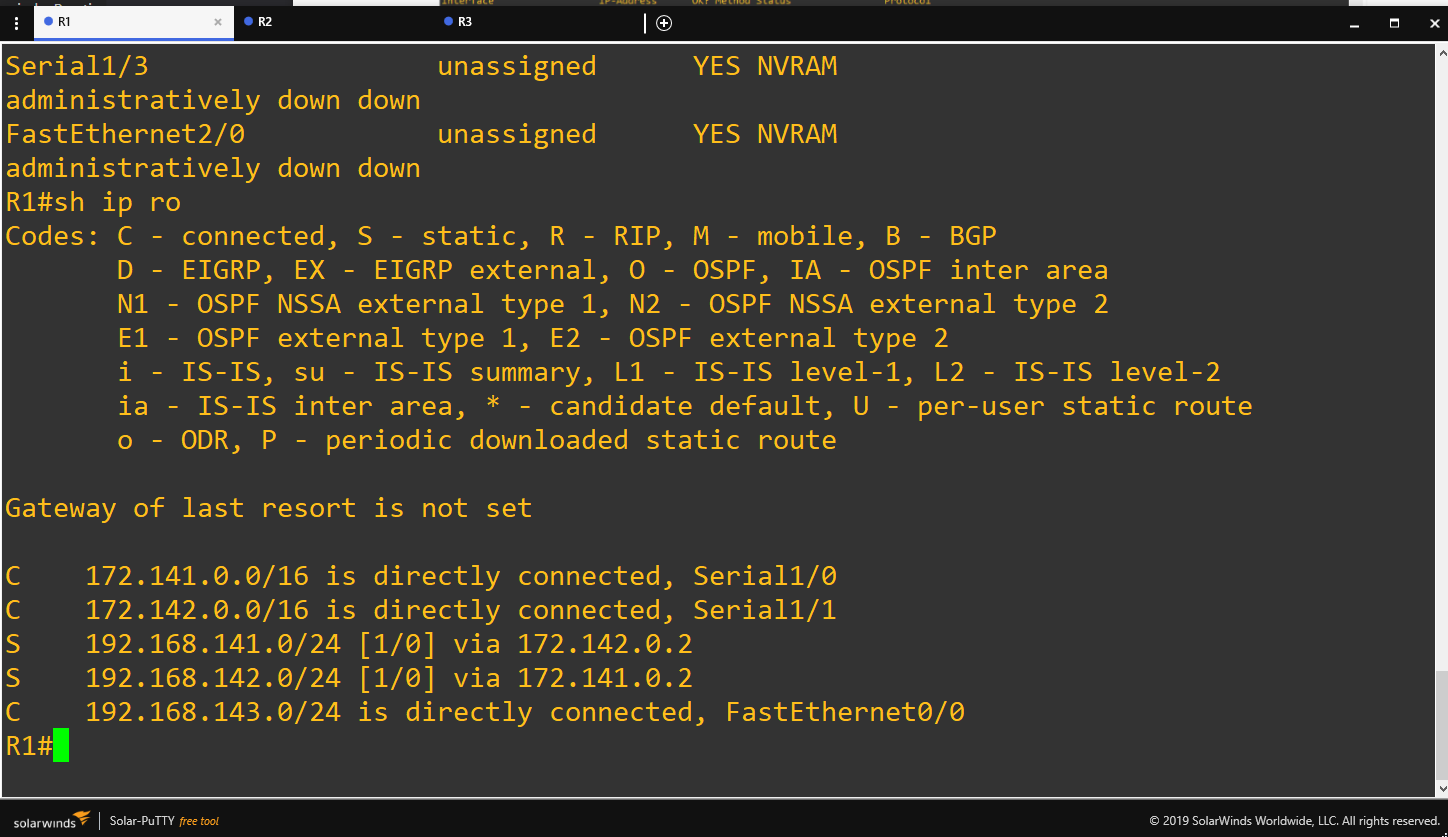 Interface IP-Address OK? Method Status Protocol
R1 × R2 R3
Serial1/3 unassigned YES NVRAM
administratively down down
FastEthernet2/0 unassigned YES NVRAM
administratively down down
R1#sh ip ro
Codes: C - connected, S - static, R - RIP, M - mobile, B - BGP
D - EIGRP, EX - EIGRP external, O - OSPF, IA - OSPF inter area
N1 - OSPF NSSA external type 1, N2 - OSPF NSSA external type 2
E1 - OSPF external type 1, E2 - OSPF external type 2
i - IS-IS, su - IS-IS summary, L1 - IS-IS level-1, L2 - IS-IS level-2
ia - IS-IS inter area, * - candidate default, U - per-user static route
o - ODR, P - periodic downloaded static route
Gateway of last resort is not set
C 172.141.0.0/16 is directly connected, Serial1/0
C 172.142.0.0/16 is directly connected, Serial1/1
S 192.168.141.0/24 [1/0] via 172.142.0.2
S 192.168.142.0/24 [1/0] via 172.141.0.2
C 192.168.143.0/24 is directly connected, FastEthernet0/0
R1#
solarwinds Solar-PuTTY free tool © 2019 SolarWinds Worldwide, LLC. All rights reserved.